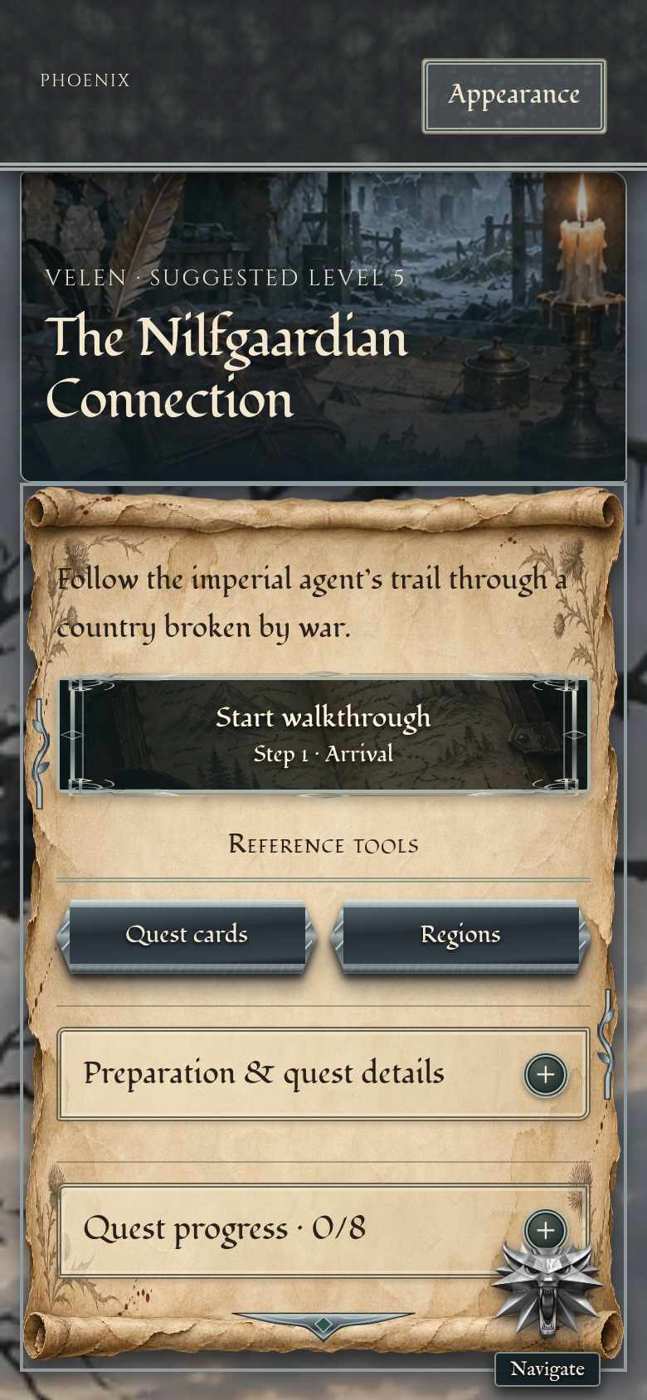 PHOENIX
Appearance
VELEN · SUGGESTED LEVEL 5
The Nilfgaardian
Connection
Follow the imperial agent's trail through a
country broken by war.
Start walkthrough
Step 1 · Arrival
Reference tools
Quest cards
Regions
Preparation & quest details
Quest progress · 0/8
Navigate